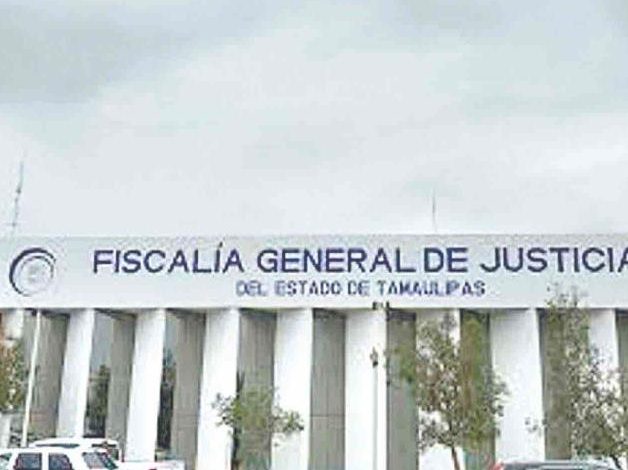 FISCALÍA GENERAL DE JUSTICIA
DEL ESTADO DE TAMAULIPAS